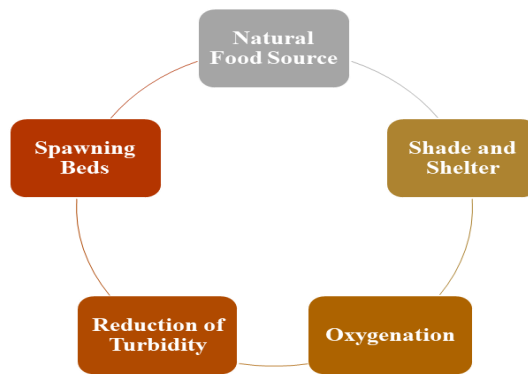 Natural
Food Source
Shade and
Shelter
Oxygenation
Reduction of
Turbidity
Spawning
Beds